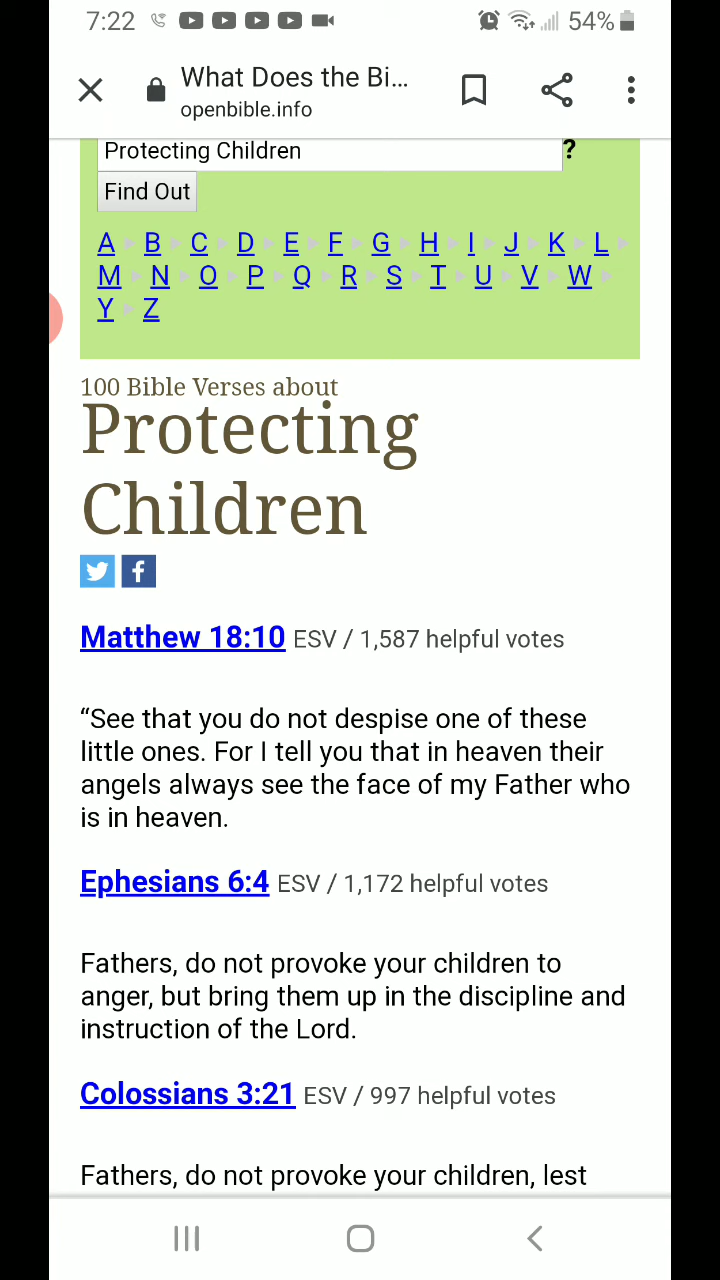 7:22 54%
What Does the Bi...
openbible.info
Protecting Children ?
Find Out
A B C D E F G H I J K L
M N O P Q R S T U V W
Y Z
100 Bible Verses about
Protecting
Children
Matthew 18:10 ESV / 1,587 helpful votes
“See that you do not despise one of these
little ones. For I tell you that in heaven their
angels always see the face of my Father who
is in heaven.
Ephesians 6:4 ESV / 1,172 helpful votes
Fathers, do not provoke your children to
anger, but bring them up in the discipline and
instruction of the Lord.
Colossians 3:21 ESV / 997 helpful votes
Fathers, do not provoke your children, lest